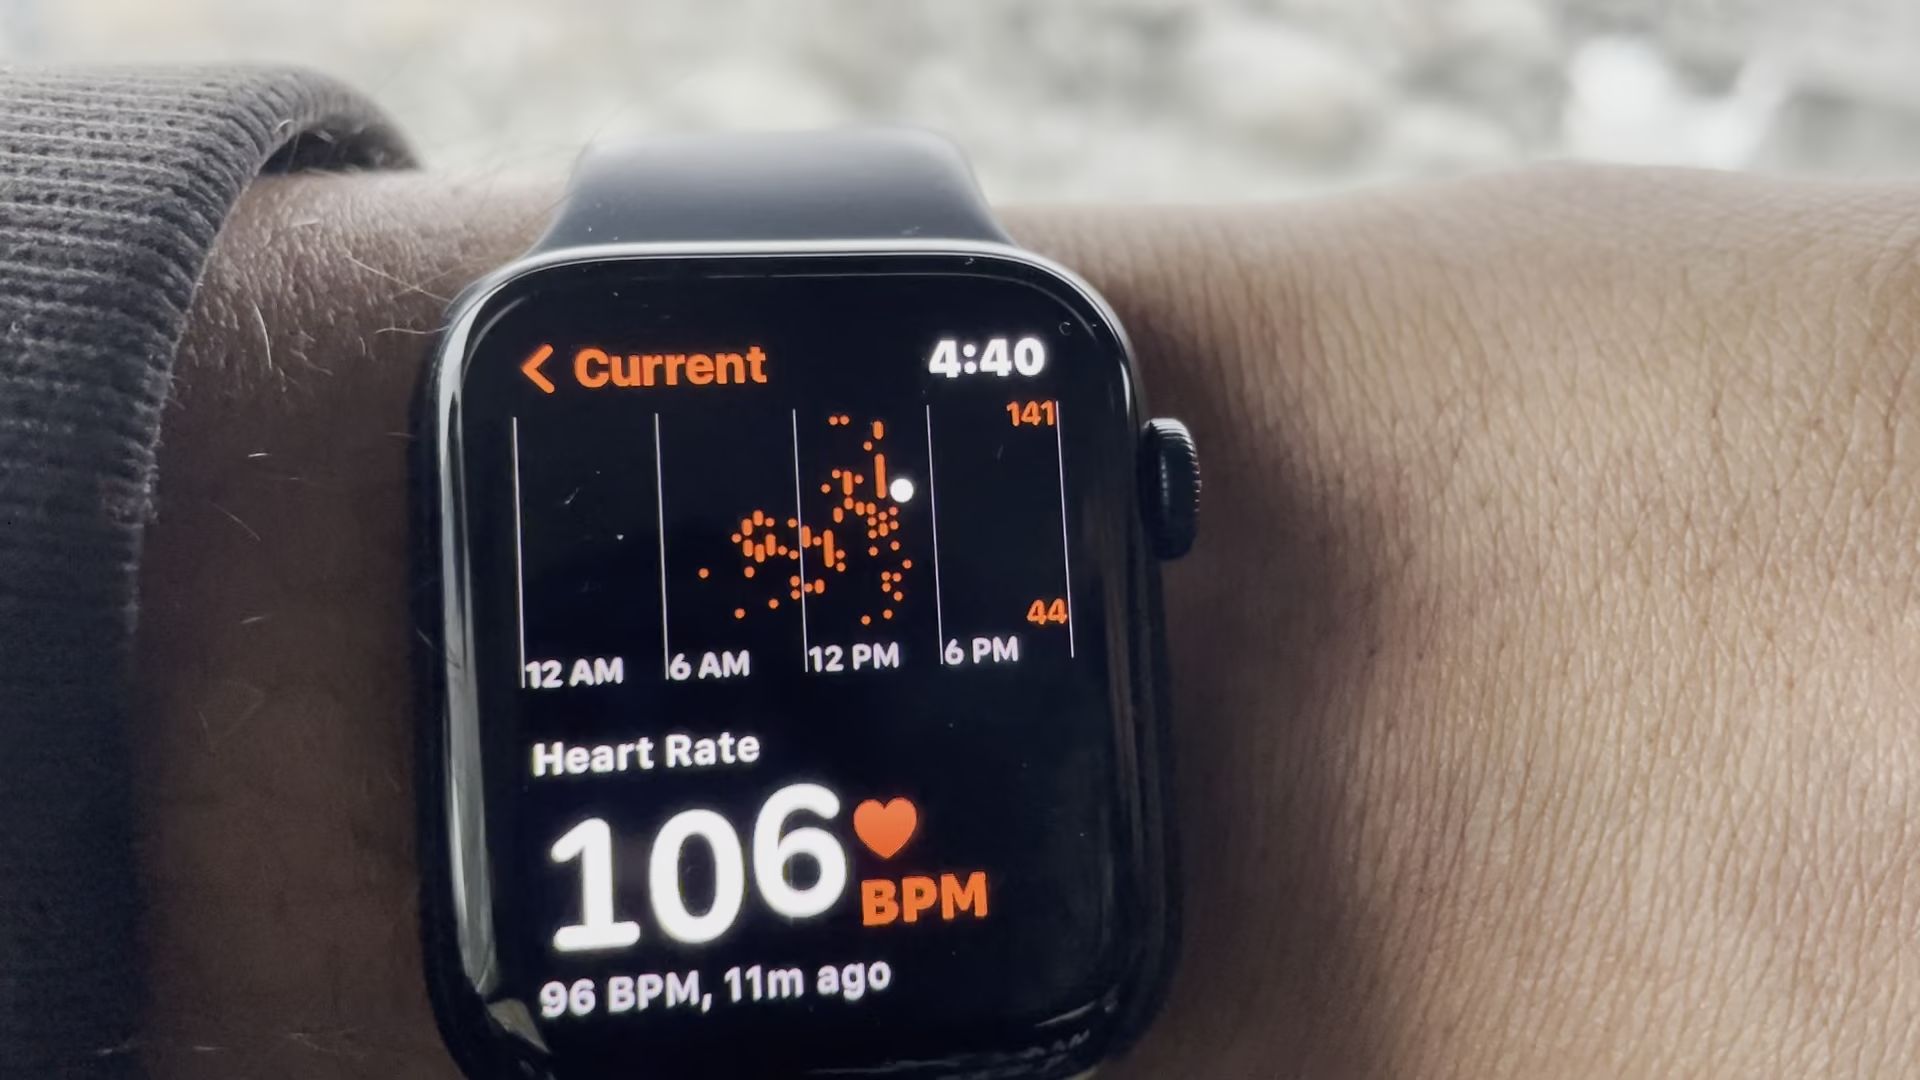 < Current 4:40
141
44
12 AM 6 AM 12 PM 6 PM
Heart Rate
106
BPM
96 BPM, 11m ago